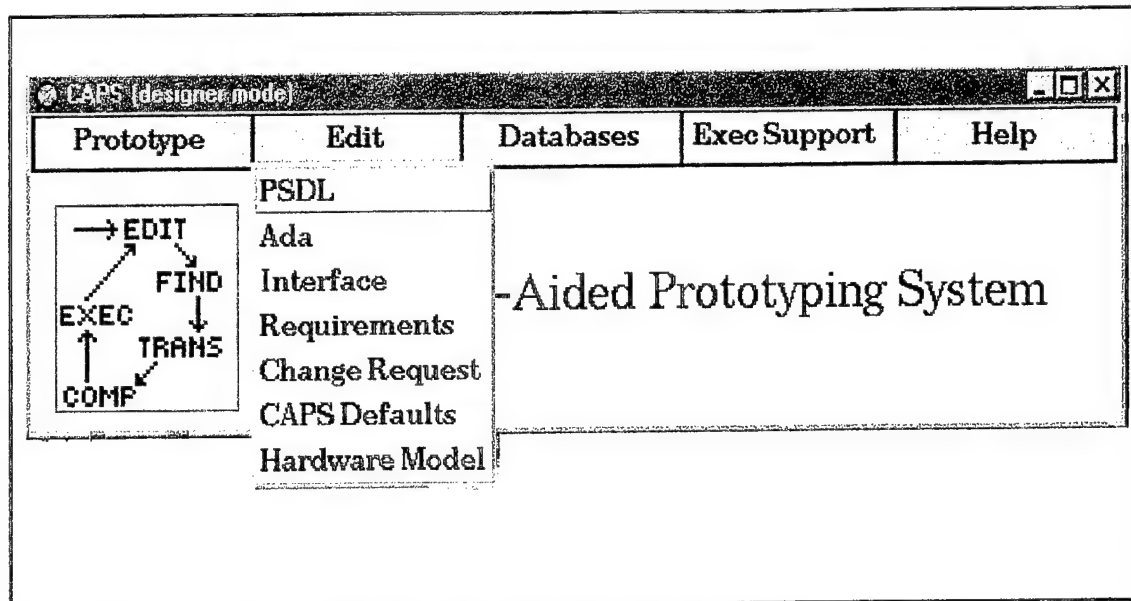 CAPS (designer mode)
Prototype Edit Databases Exec Support Help
PSDL
Ada
Interface
Requirements
Change Request
CAPS Defaults
Hardware Model
EDIT
FIND
TRANS
COMP
EXEC
-Aided Prototyping System